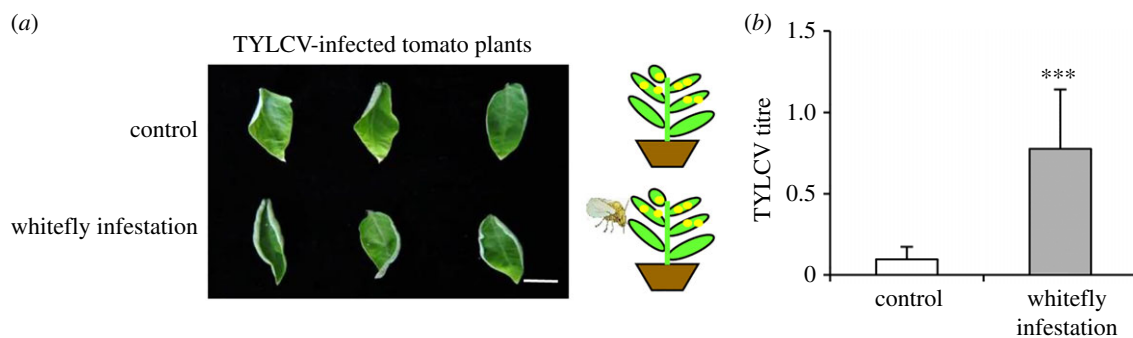 (a)
TYLCV-infected tomato plants
control
whitefly infestation
(b)
TYLCV titre
1.5
1.0
0.5
0
***
control
whitefly
infestation